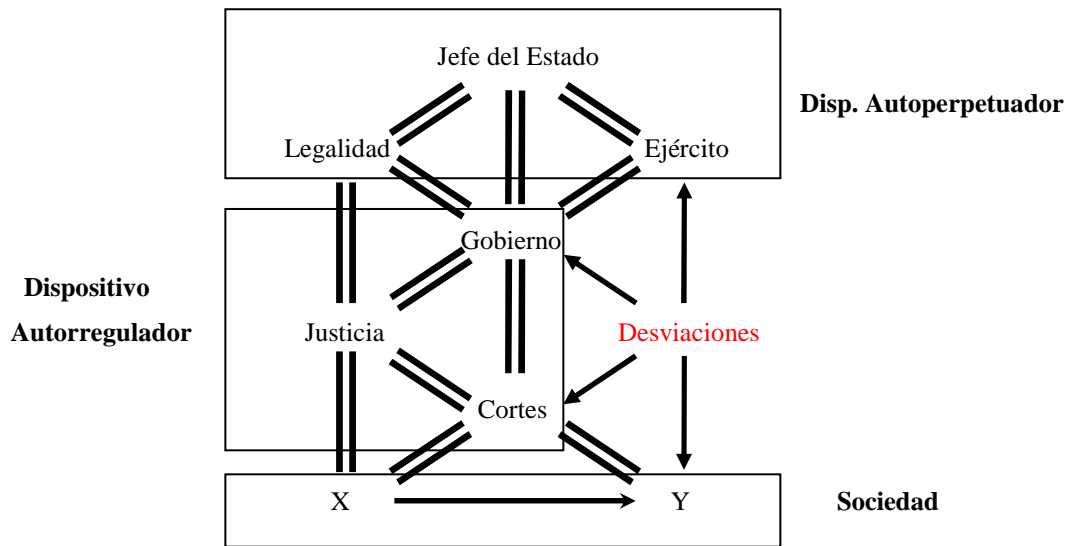 Jefe del Estado
Disp. Autoperpetuador
Legalidad
Ejército
Gobierno
Dispositivo
Autorregulador
Justicia
Desviaciones
Cortes
X
Y
Sociedad